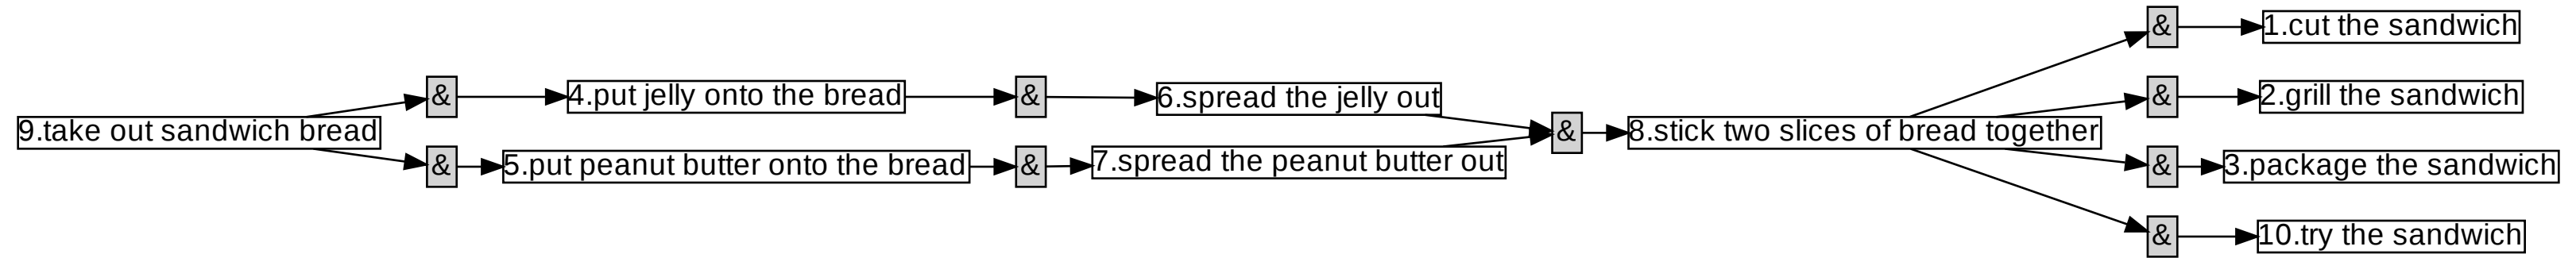 9.take out sandwich bread
&
4.put jelly onto the bread
&
6.spread the jelly out
&
5.put peanut butter onto the bread
&
7.spread the peanut butter out
&
8.stick two slices of bread together
&
1.cut the sandwich
&
2.grill the sandwich
&
3.package the sandwich
&
10.try the sandwich